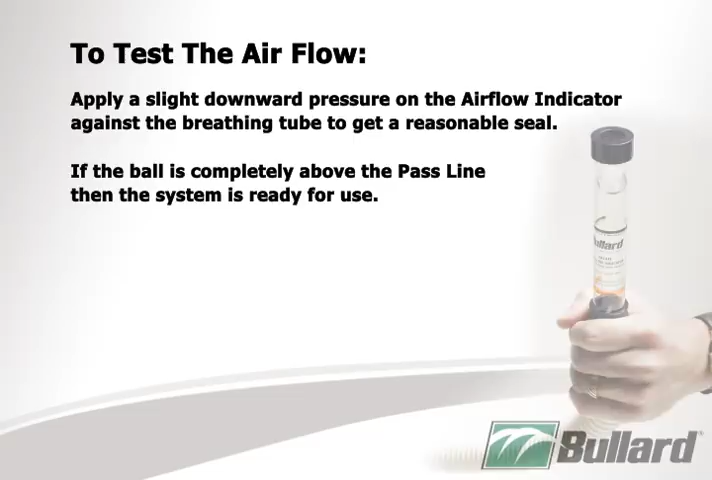 To Test The Air Flow:
Apply a slight downward pressure on the Airflow Indicator
against the breathing tube to get a reasonable seal.
If the ball is completely above the Pass Line
then the system is ready for use.
Bullard
Bullard®